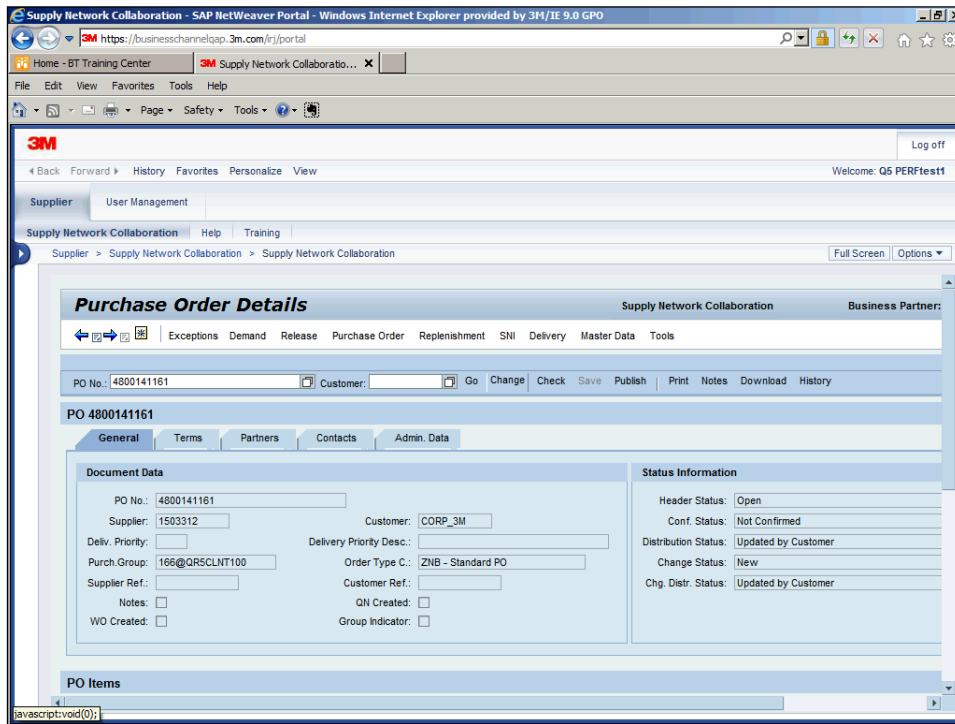 Supply Network Collaboration - SAP NetWeaver Portal - Windows Internet Explorer provided by 3M/IE 9.0 GPO
3M https://businesschannelqap.3m.com/irj/portal
Home - BT Training Center 3M Supply Network Collaboratio... X
File Edit View Favorites Tools Help
Page Safety Tools
3M Log off
Back Forward History Favorites Personalize View Welcome: Q5 PERFtest1
Supplier User Management
Supply Network Collaboration Help Training
Supplier > Supply Network Collaboration > Supply Network Collaboration Full Screen Options
Purchase Order Details Supply Network Collaboration Business Partner:
Exceptions Demand Release Purchase Order Replenishment SNI Delivery Master Data Tools
PO No.: 4800141161 Customer: Go Change Check Save Publish Print Notes Download History
PO 4800141161
General Terms Partners Contacts Admin. Data
Document Data Status Information
PO No.: 4800141161 Header Status: Open
Supplier: 1503312 Customer: CORP_3M Conf. Status: Not Confirmed
Deliv. Priority: Delivery Priority Desc.: Distribution Status: Updated by Customer
Purch.Group: 166@QR5CLNT100 Order Type C.: ZNB - Standard PO Change Status: New
Supplier Ref.: Customer Ref.: Chg. Distr. Status: Updated by Customer
Notes: QN Created:
WO Created: Group Indicator:
PO Items
javascript:void(0);